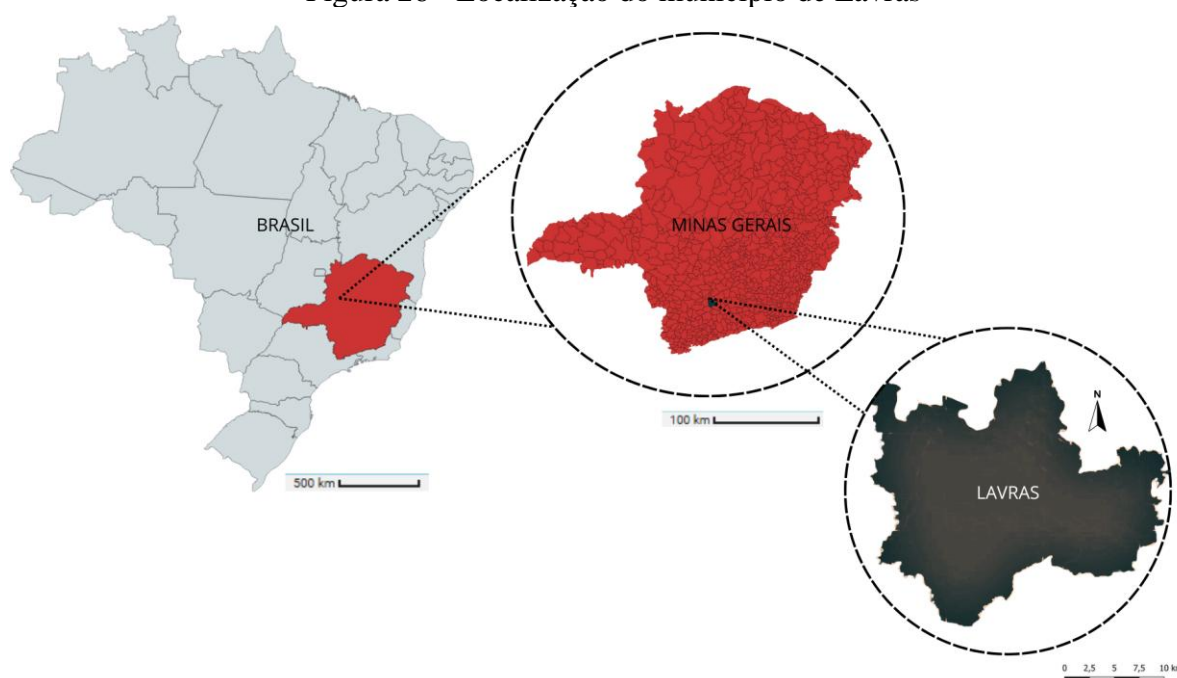 Figura 26 - Localização do município de Lavras
BRASIL
MINAS GERAIS
500 km
100 km
N
LAVRAS
0 2,5 5 7,5 10 km